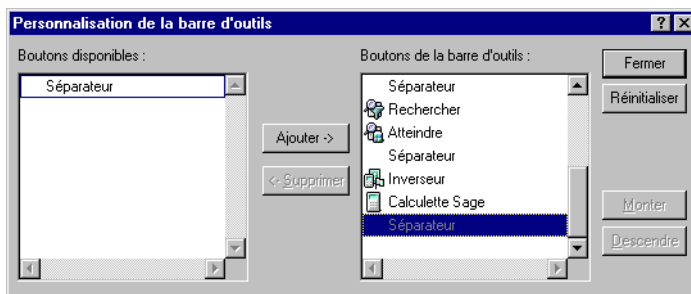 Personnalisation de la barre d'outils
Boutons disponibles :
Séparateur
Ajouter ->
<- Supprimer
Boutons de la barre d'outils :
Séparateur
Rechercher
Atteindre
Séparateur
Inverseur
Calculette Sage
Séparateur
Fermer
Réinitialiser
Monter
Descendre